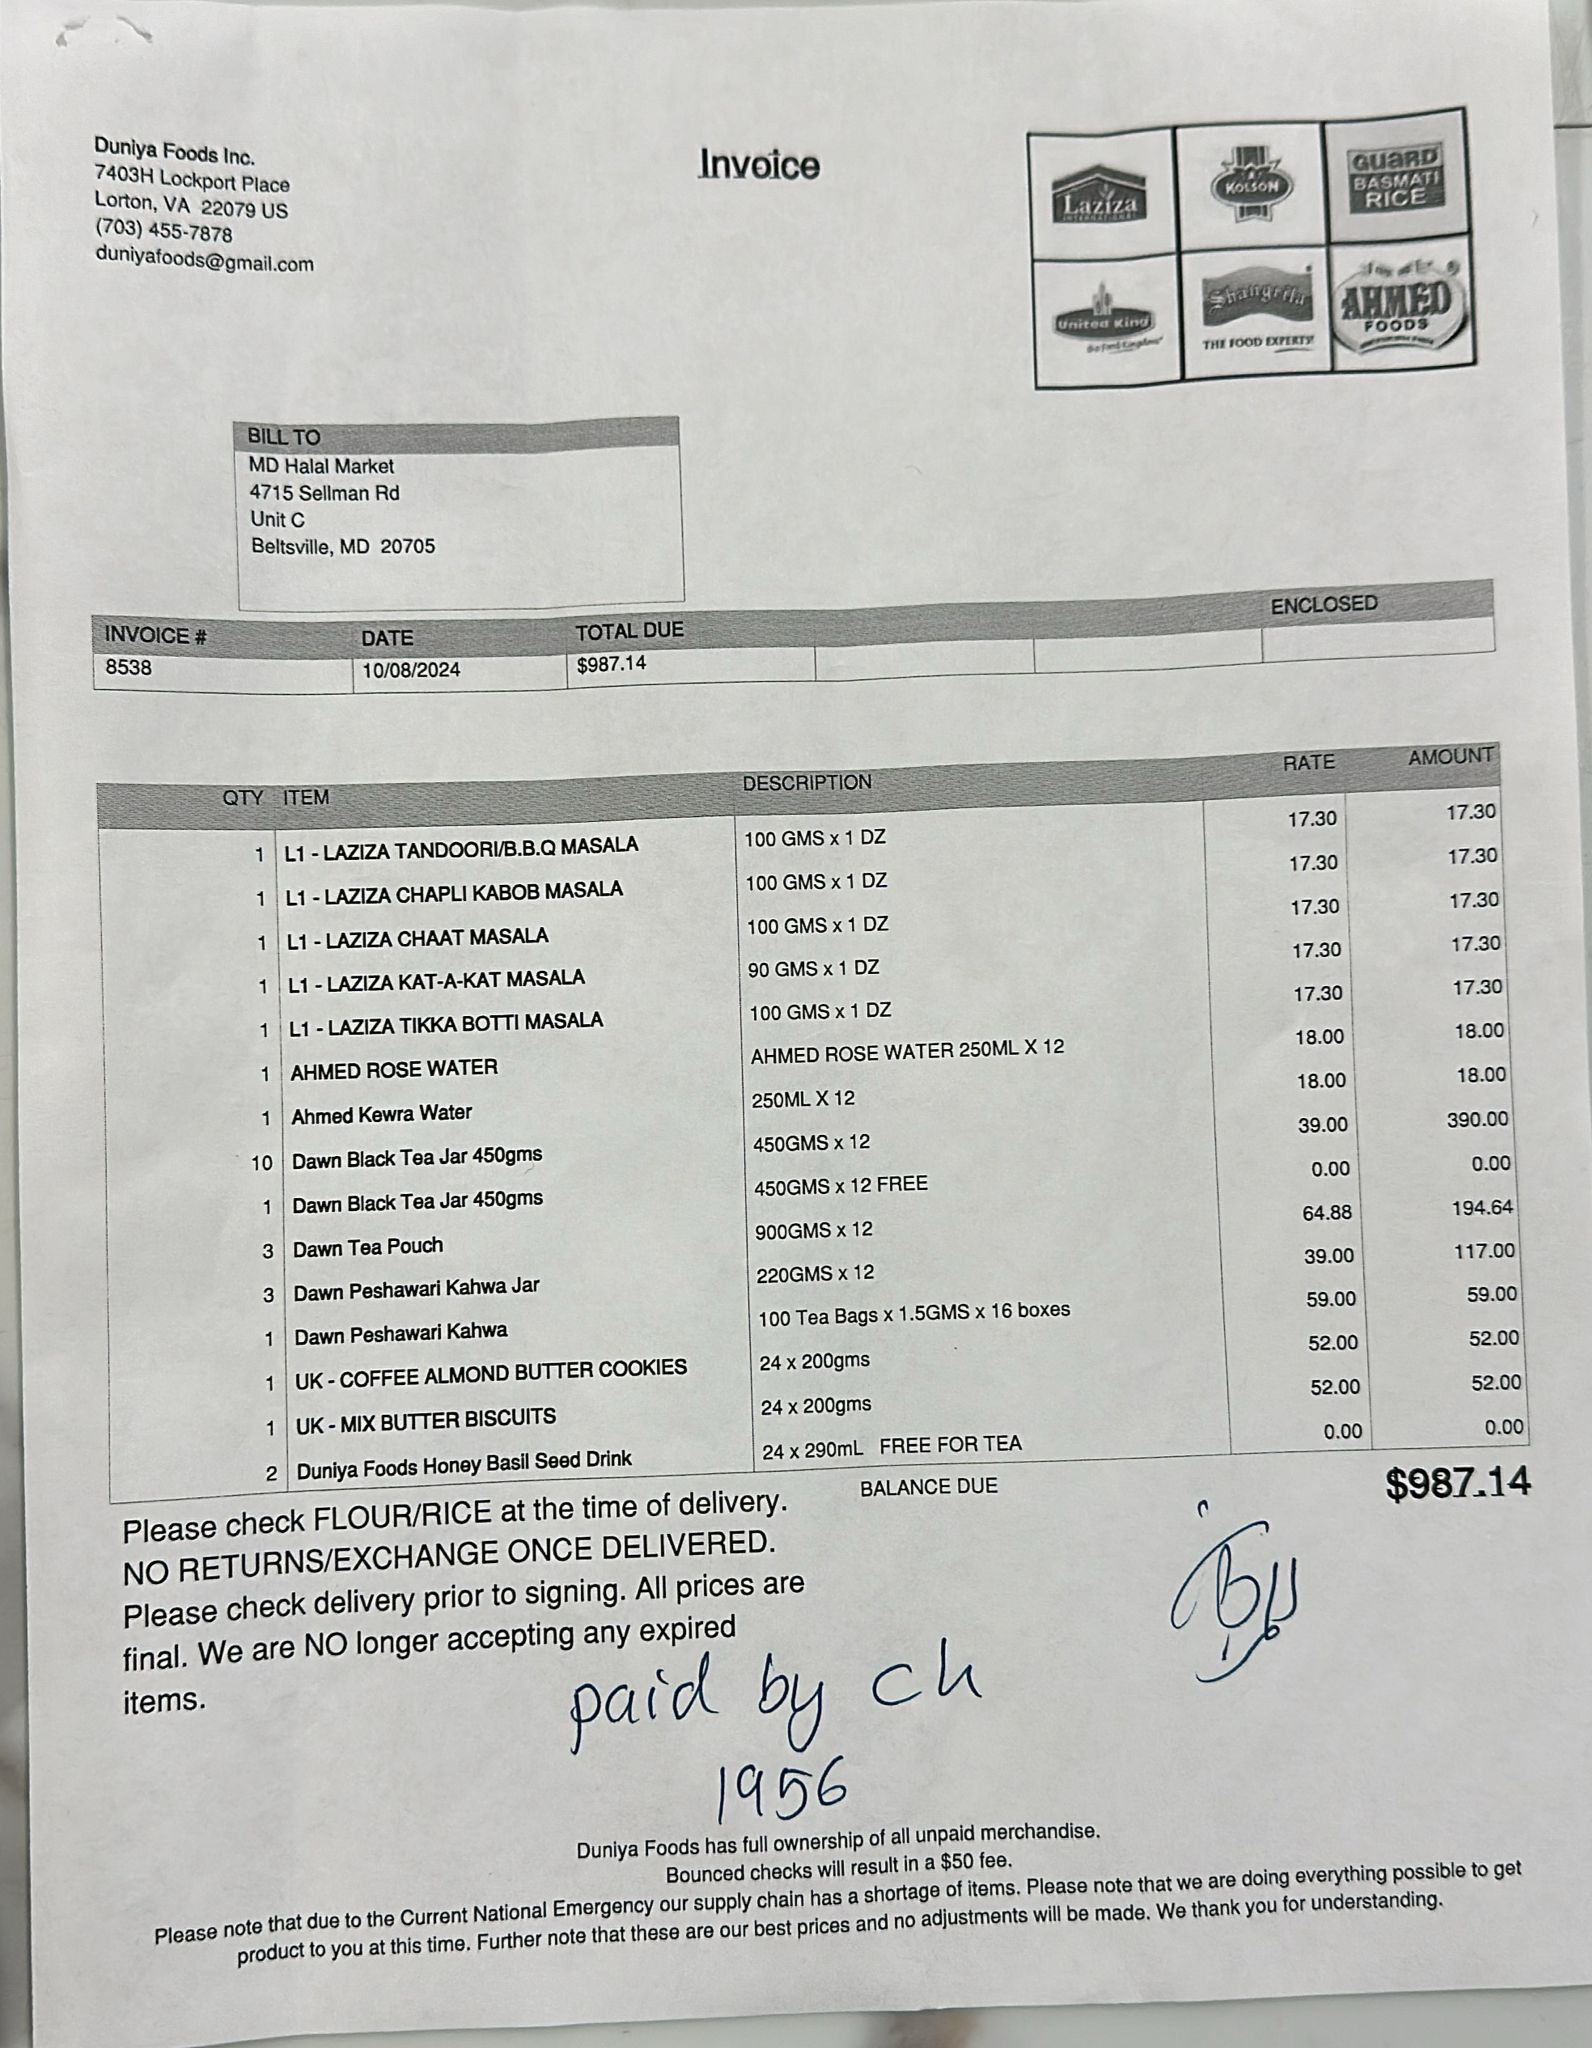 Duniya Foods Inc.
7403H Lockport Place
Lorton, VA 22079 US
(703) 455-7878
duniyafoods@gmail.com
Invoice
Laziza
INTERNATIONAL
KOLSON
GUARD
BASMATI
RICE
United King
Shangrila
THE FOOD EXPERTS!
AHMED
FOODS
BILL TO
MD Halal Market
4715 Sellman Rd
Unit C
Beltsville, MD 20705
INVOICE # DATE TOTAL DUE ENCLOSED
8538 10/08/2024 $987.14
QTY ITEM DESCRIPTION RATE AMOUNT
1 L1 - LAZIZA TANDOORI/B.B.Q MASALA 100 GMS x 1 DZ 17.30 17.30
1 L1 - LAZIZA CHAPLI KABOB MASALA 100 GMS x 1 DZ 17.30 17.30
1 L1 - LAZIZA CHAAT MASALA 100 GMS x 1 DZ 17.30 17.30
1 L1 - LAZIZA KAT-A-KAT MASALA 90 GMS x 1 DZ 17.30 17.30
1 L1 - LAZIZA TIKKA BOTTI MASALA 100 GMS x 1 DZ 17.30 17.30
1 AHMED ROSE WATER AHMED ROSE WATER 250ML X 12 18.00 18.00
1 Ahmed Kewra Water 250ML X 12 18.00 18.00
10 Dawn Black Tea Jar 450gms 450GMS x 12 39.00 390.00
1 Dawn Black Tea Jar 450gms 450GMS x 12 FREE 0.00 0.00
3 Dawn Tea Pouch 900GMS x 12 64.88 194.64
3 Dawn Peshawari Kahwa Jar 220GMS x 12 39.00 117.00
1 Dawn Peshawari Kahwa 100 Tea Bags x 1.5GMS x 16 boxes 59.00 59.00
1 UK - COFFEE ALMOND BUTTER COOKIES 24 x 200gms 52.00 52.00
1 UK - MIX BUTTER BISCUITS 24 x 200gms 52.00 52.00
2 Duniya Foods Honey Basil Seed Drink 24 x 290mL FREE FOR TEA 0.00 0.00
BALANCE DUE $987.14
Please check FLOUR/RICE at the time of delivery.
NO RETURNS/EXCHANGE ONCE DELIVERED.
Please check delivery prior to signing. All prices are
final. We are NO longer accepting any expired
items.
paid by ch
1956
Duniya Foods has full ownership of all unpaid merchandise.
Bounced checks will result in a $50 fee.
Please note that due to the Current National Emergency our supply chain has a shortage of items. Please note that we are doing everything possible to get
product to you at this time. Further note that these are our best prices and no adjustments will be made. We thank you for understanding.